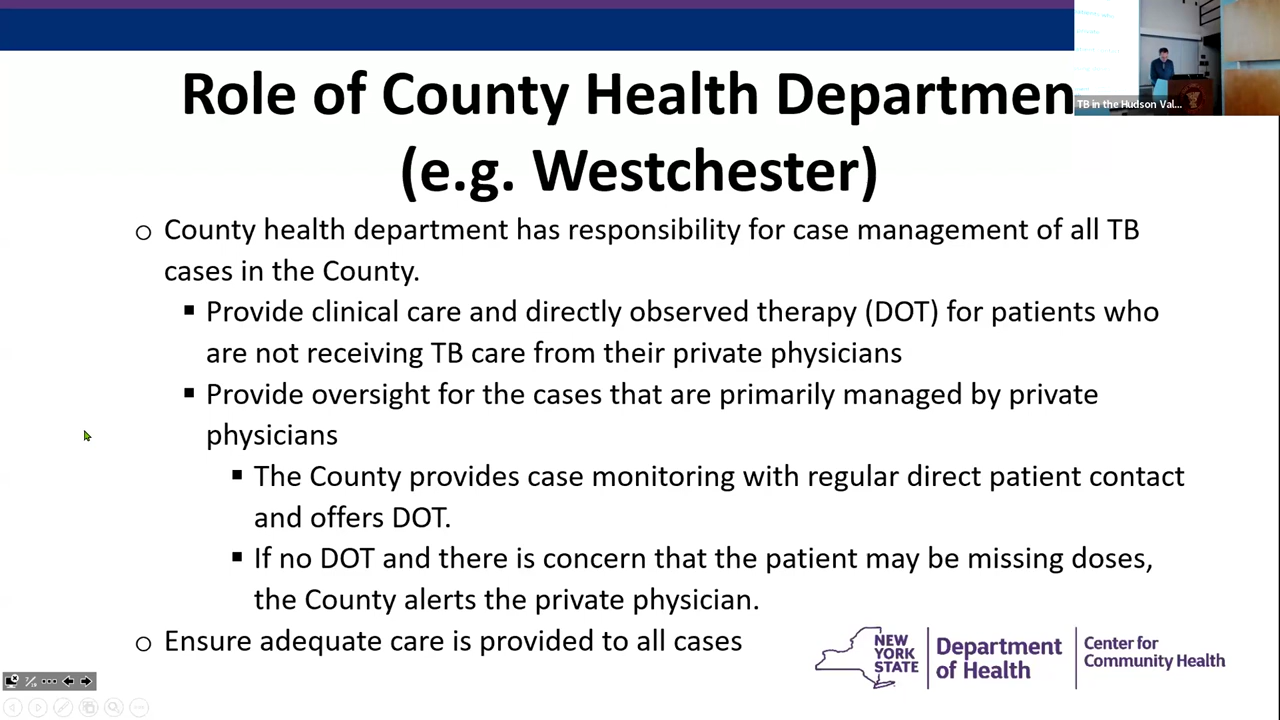 Role of County Health Departmen
(e.g. Westchester)
TB in the Hudson Val...
o County health department has responsibility for case management of all TB
cases in the County.
▪ Provide clinical care and directly observed therapy (DOT) for patients who
are not receiving TB care from their private physicians
▪ Provide oversight for the cases that are primarily managed by private
physicians
▪ The County provides case monitoring with regular direct patient contact
and offers DOT.
▪ If no DOT and there is concern that the patient may be missing doses,
the County alerts the private physician.
o Ensure adequate care is provided to all cases
NEW
YORK
STATE
Department
of Health
Center for
Community Health